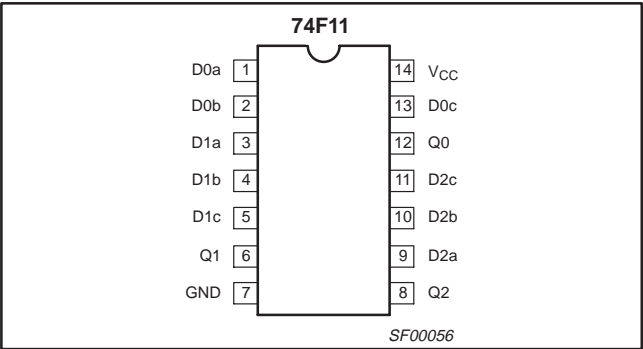 74F11
D0a 1 14 VCC
D0b 2 13 D0c
D1a 3 12 Q0
D1b 4 11 D2c
D1c 5 10 D2b
Q1 6 9 D2a
GND 7 8 Q2
SF00056